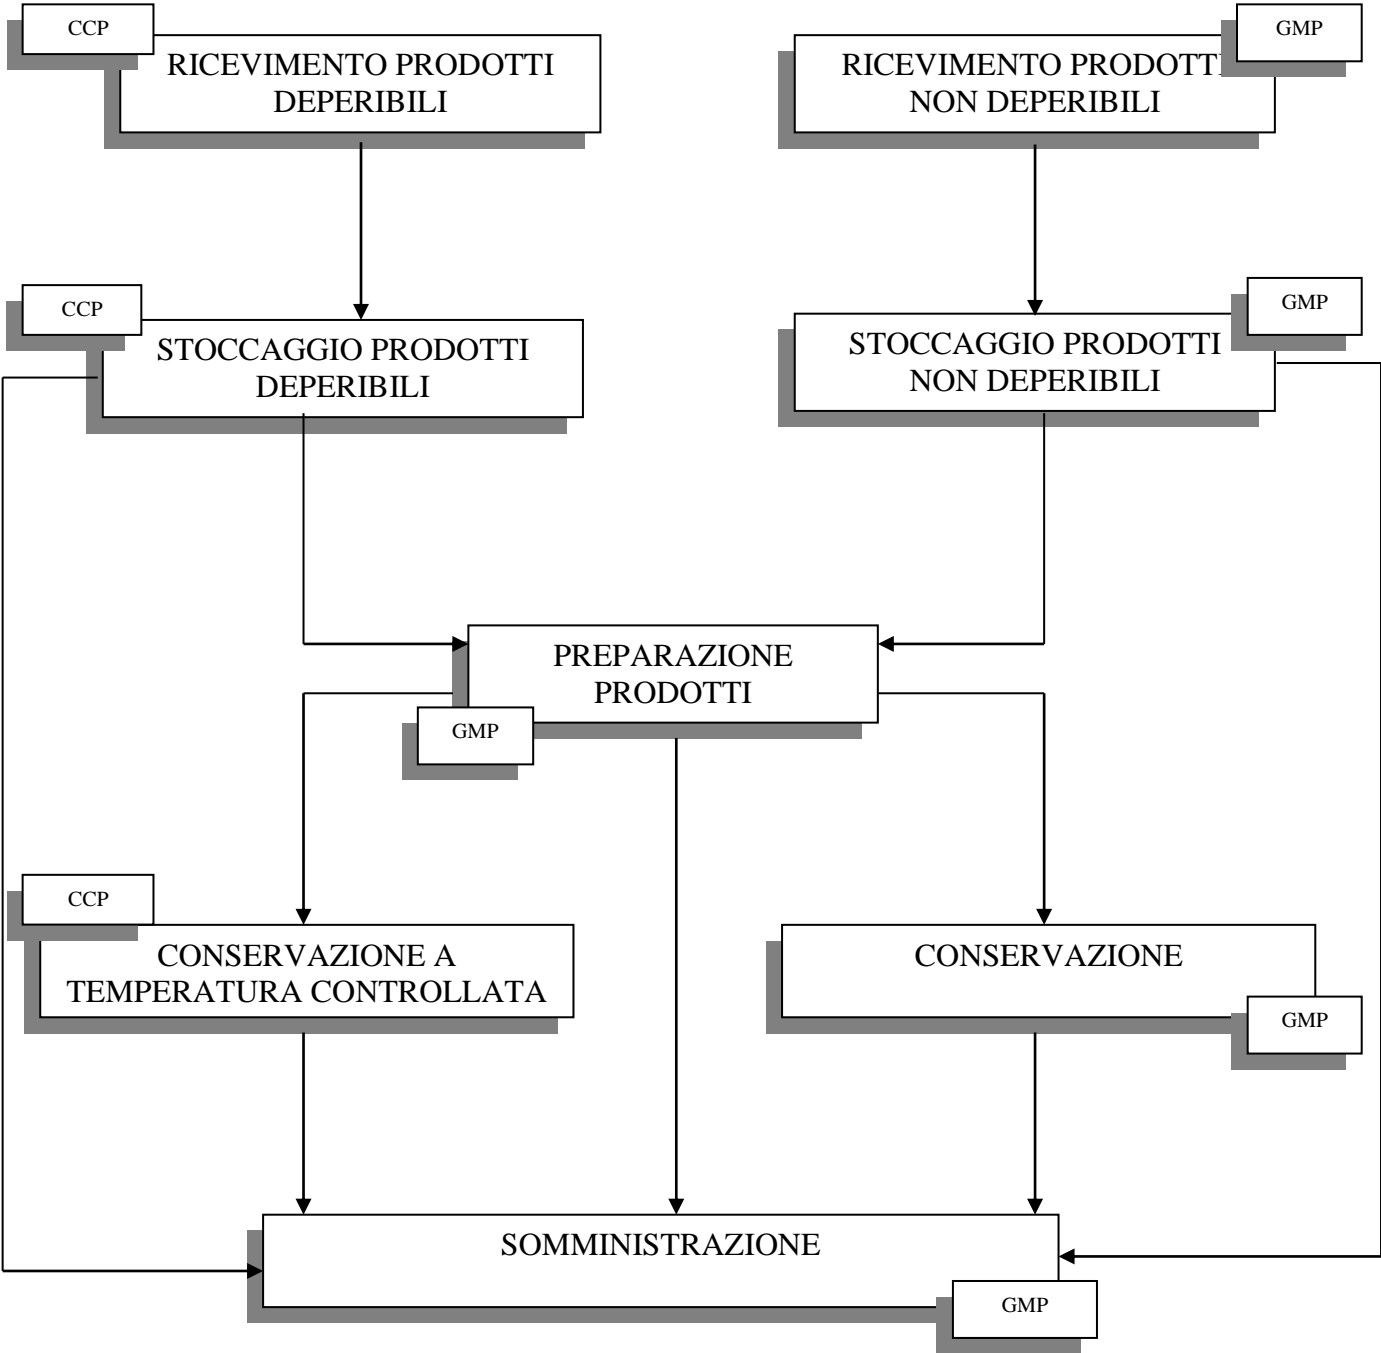 CCP
RICEVIMENTO PRODOTTI
DEPERIBILI
GMP
RICEVIMENTO PRODOTTI
NON DEPERIBILI
CCP
STOCCAGGIO PRODOTTI
DEPERIBILI
GMP
STOCCAGGIO PRODOTTI
NON DEPERIBILI
PREPARAZIONE
PRODOTTI
GMP
CCP
CONSERVAZIONE A
TEMPERATURA CONTROLLATA
CONSERVAZIONE
GMP
SOMMINISTRAZIONE
GMP